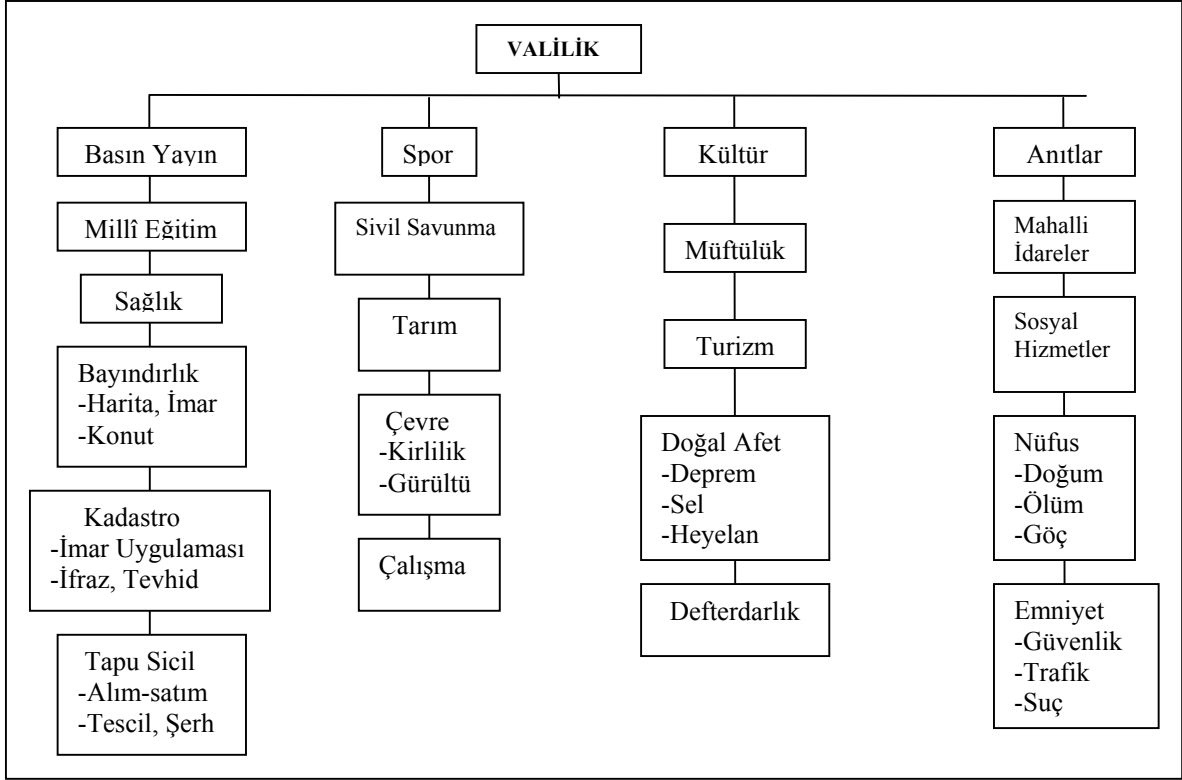 VALİLİK
Basın Yayın
Millî Eğitim
Sağlık
Bayındırlık
-Harita, İmar
-Konut
Kadastro
-İmar Uygulaması
-İfraz, Tevhid
Tapu Sicil
-Alım-satım
-Tescil, Şerh
Spor
Sivil Savunma
Tarım
Çevre
-Kirlilik
-Gürültü
Çalışma
Kültür
Müftülük
Turizm
Doğal Afet
-Deprem
-Sel
-Heyelan
Defterdarlık
Anıtlar
Mahalli
İdareler
Sosyal
Hizmetler
Nüfus
-Doğum
-Ölüm
-Göç
Emniyet
-Güvenlik
-Trafik
-Suç